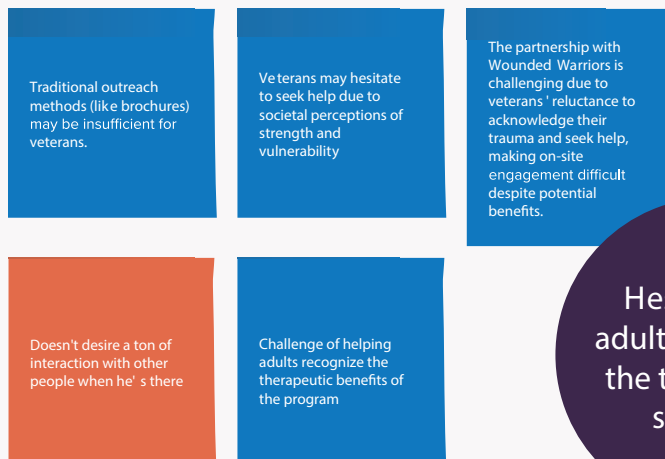 Traditional outreach
methods (like brochures)
may be insufficient for
veterans.
Veterans may hesitate
to seek help due to
societal perceptions of
strength and
vulnerability
The partnership with
Wounded Warriors is
challenging due to
veterans ' reluctance to
acknowledge their
trauma and seek help,
making on-site
engagement difficult
despite potential
benefits.
Doesn't desire a ton of
interaction with other
people when he' s there
Challenge of helping
adults recognize the
therapeutic benefits of
the program
adult
the